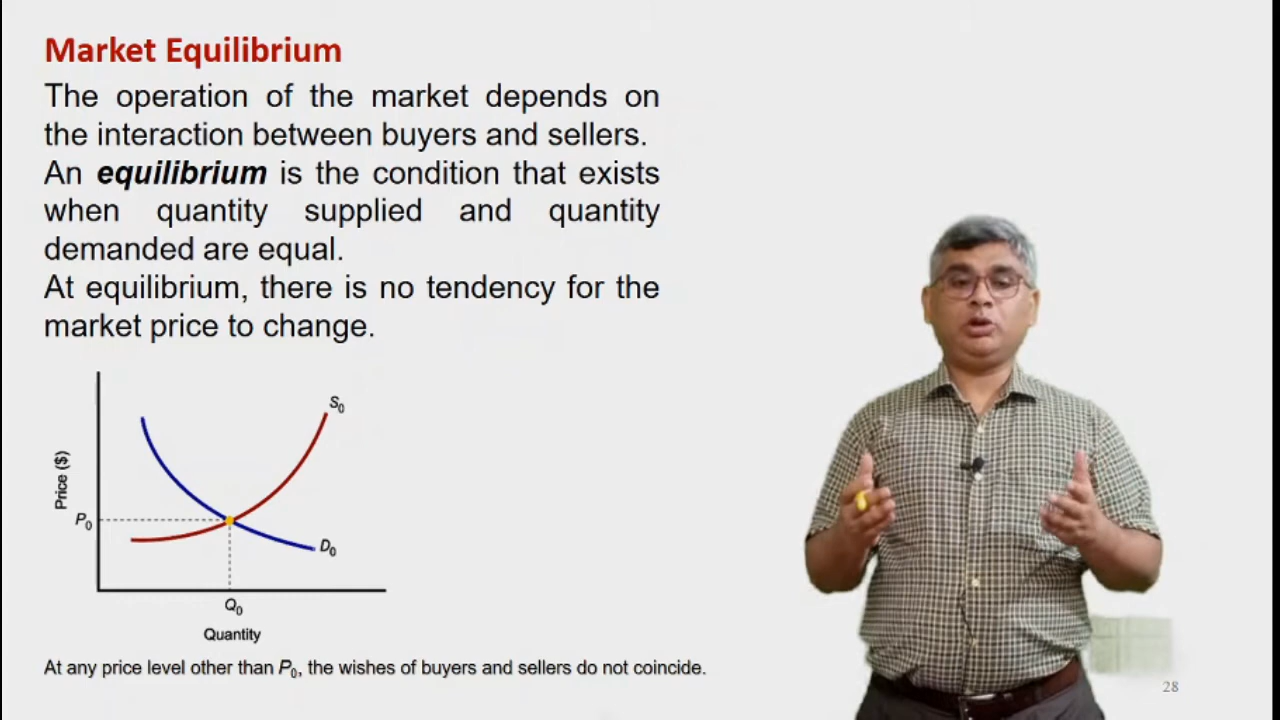 Market Equilibrium
The operation of the market depends on
the interaction between buyers and sellers.
An equilibrium is the condition that exists
when quantity supplied and quantity
demanded are equal.
At equilibrium, there is no tendency for the
market price to change.
S₀
Price ($)
P₀
D₀
Q₀
Quantity
At any price level other than P₀, the wishes of buyers and sellers do not coincide.
28